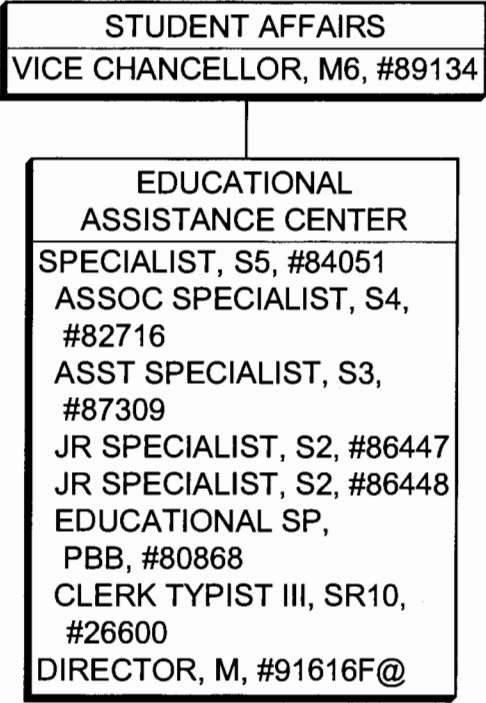 STUDENT AFFAIRS
VICE CHANCELLOR, M6, #89134
EDUCATIONAL
ASSISTANCE CENTER
SPECIALIST, S5, #84051
ASSOC SPECIALIST, S4,
#82716
ASST SPECIALIST, S3,
#87309
JR SPECIALIST, S2, #86447
JR SPECIALIST, S2, #86448
EDUCATIONAL SP,
PBB, #80868
CLERK TYPIST III, SR10,
#26600
DIRECTOR, M, #91616F@